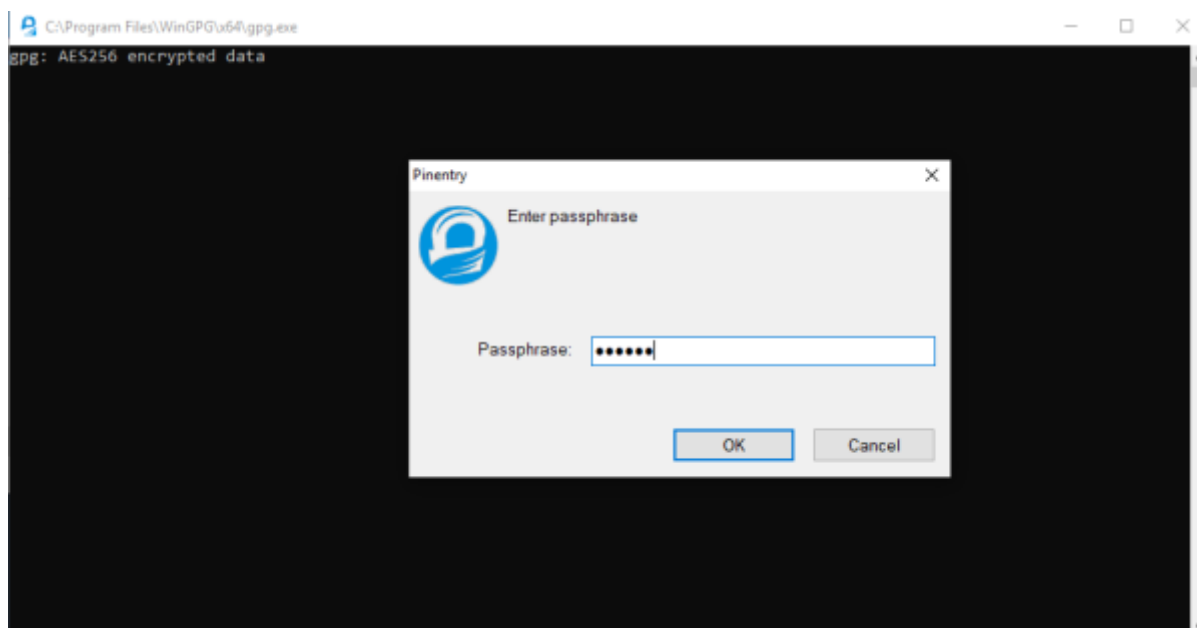 C:\Program Files\WinGPG\x64\gpg.exe
gpg: AES256 encrypted data
Pinentry
Enter passphrase
Passphrase: ••••••
OK Cancel